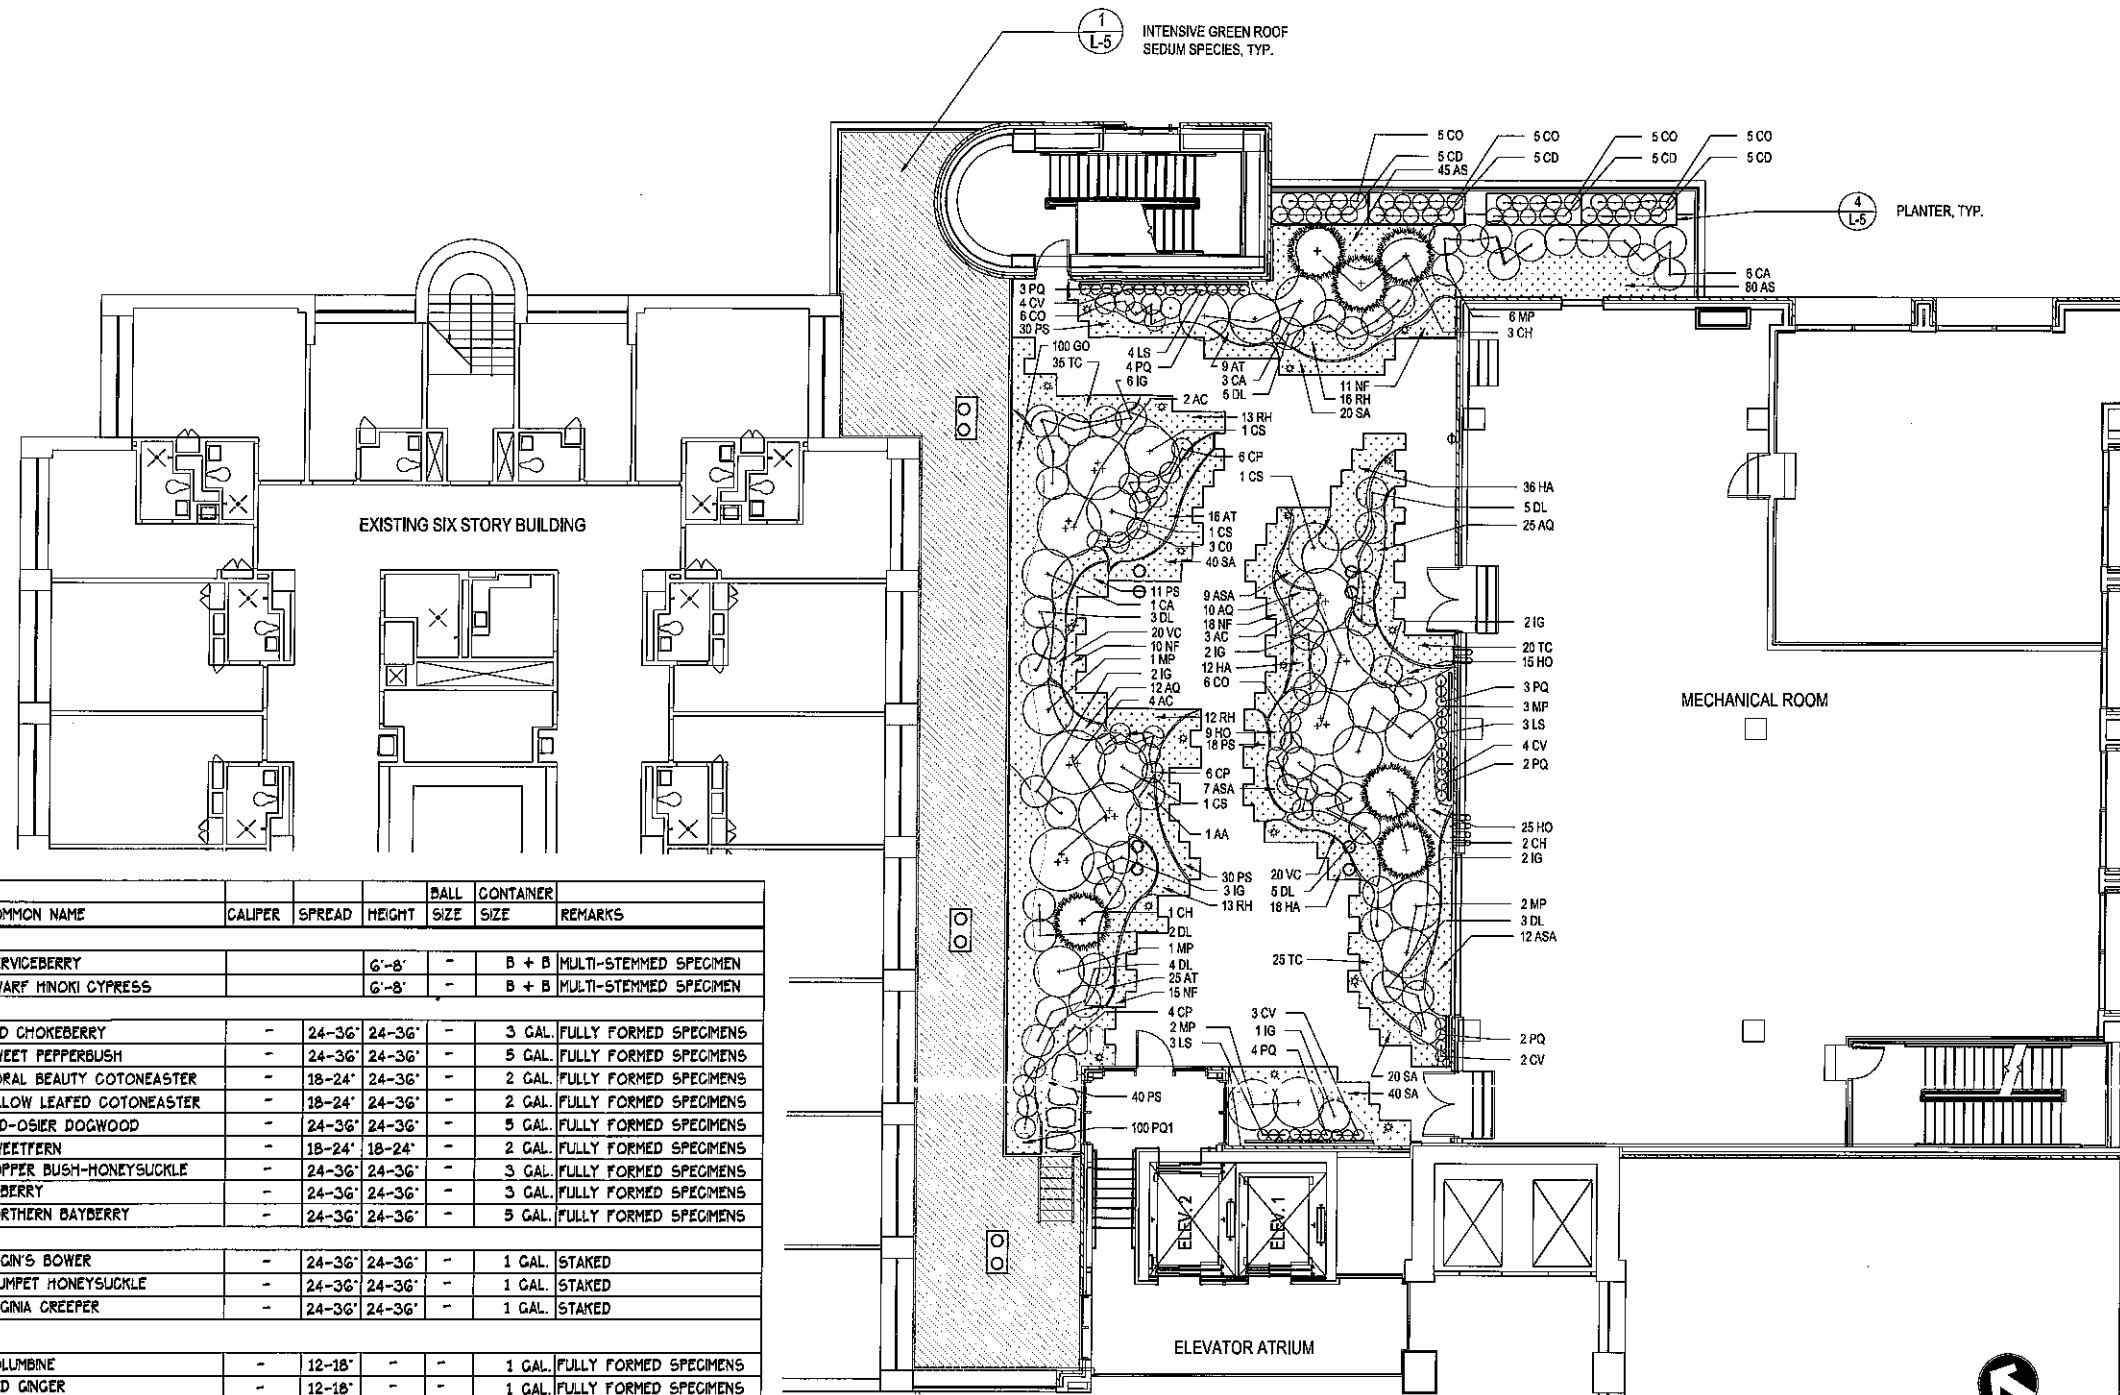 1
L-5
INTENSIVE GREEN ROOF
SEDUM SPECIES, TYP.
5 CO
5 CO
5 CO
5 CO
5 CD
5 CD
5 CD
5 CD
45 AS
4
L-5
PLANTER, TYP.
6 CA
80 AS
6 MP
3 CH
3 PQ
4 CV
6 CO
30 PS
100 GO
35 TC
4 LS
4 PQ
6 IG
9 AT
3 CA
5 DL
11 NF
16 RH
20 SA
2 AC
13 RH
1 CS
6 CP
1 CS
36 HA
5 DL
25 AQ
16 AT
1 CS
3 CO
40 SA
EXISTING SIX STORY BUILDING
11 PS
1 CA
3 DL
20 VC
10 NF
1 MP
2 IG
12 AQ
4 AC
9 ASA
10 AQ
18 NF
3 AC
2 IG
12 HA
6 CO
2 IG
20 TC
15 HO
3 PQ
3 MP
3 LS
4 CV
2 PQ
MECHANICAL ROOM
12 RH
9 HO
18 PS
6 CP
7 ASA
1 CS
1 AA
25 HO
2 CH
2 IG
30 PS
3 IG
13 RH
20 VC
5 DL
18 HA
1 CH
2 DL
1 MP
4 DL
25 AT
15 NF
4 CP
2 MP
3 LS
2 MP
3 DL
12 ASA
25 TC
3 CV
1 IG
4 PQ
2 PQ
2 CV
20 SA
40 SA
40 PS
100 PQ1
ELEV. 2
ELEV. 1
ELEVATOR ATRIUM
BALL CONTAINER
OMMON NAME CALIPER SPREAD HEIGHT SIZE SIZE REMARKS
RVICEBERRY 6'-8' - B + B MULTI-STEMMED SPECIMEN
ARF HINOKI CYPRESS 6'-8' - B + B MULTI-STEMMED SPECIMEN
D CHOKEBERRY - 24-36" 24-36" - 3 GAL. FULLY FORMED SPECIMENS
EET PEPPERBUSH - 24-36" 24-36" - 5 GAL. FULLY FORMED SPECIMENS
ORAL BEAUTY COTONEASTER - 18-24" 24-36" - 2 GAL. FULLY FORMED SPECIMENS
LLOW LEAFED COTONEASTER - 18-24" 24-36" - 2 GAL. FULLY FORMED SPECIMENS
D-OSIER DOGWOOD - 24-36" 24-36" - 5 GAL. FULLY FORMED SPECIMENS
EETFERN - 18-24" 18-24" - 2 GAL. FULLY FORMED SPECIMENS
OPPER BUSH-HONEYSUCKLE - 24-36" 24-36" - 3 GAL. FULLY FORMED SPECIMENS
BERRY - 24-36" 24-36" - 3 GAL. FULLY FORMED SPECIMENS
RTHERN BAYBERRY - 24-36" 24-36" - 5 GAL. FULLY FORMED SPECIMENS
GIN'S BOWER - 24-36" 24-36" - 1 GAL. STAKED
UMPET HONEYSUCKLE - 24-36" 24-36" - 1 GAL. STAKED
GINIA CREEPER - 24-36" 24-36" - 1 GAL. STAKED
LUMBINE - 12-18" - - 1 GAL. FULLY FORMED SPECIMENS
D GINGER - 12-18" - - 1 GAL. FULLY FORMED SPECIMENS